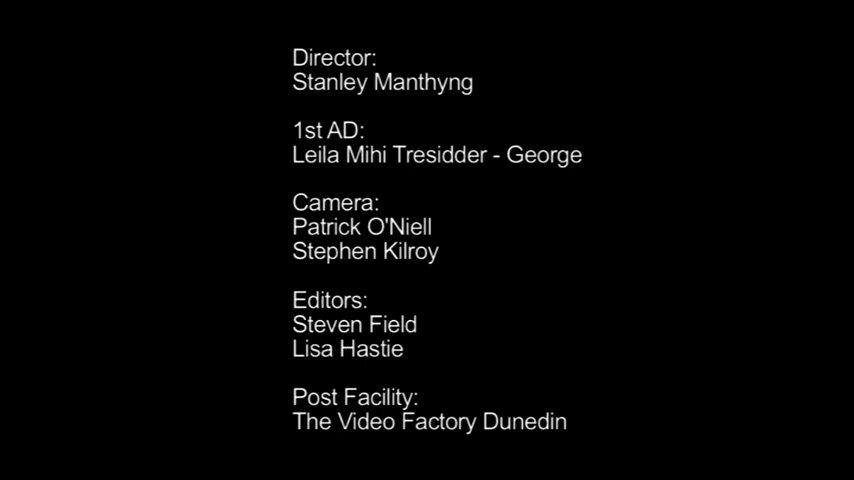 Director:
Stanley Manthyng
1st AD:
Leila Mihi Tresidder - George
Camera:
Patrick O'Niell
Stephen Kilroy
Editors:
Steven Field
Lisa Hastie
Post Facility:
The Video Factory Dunedin